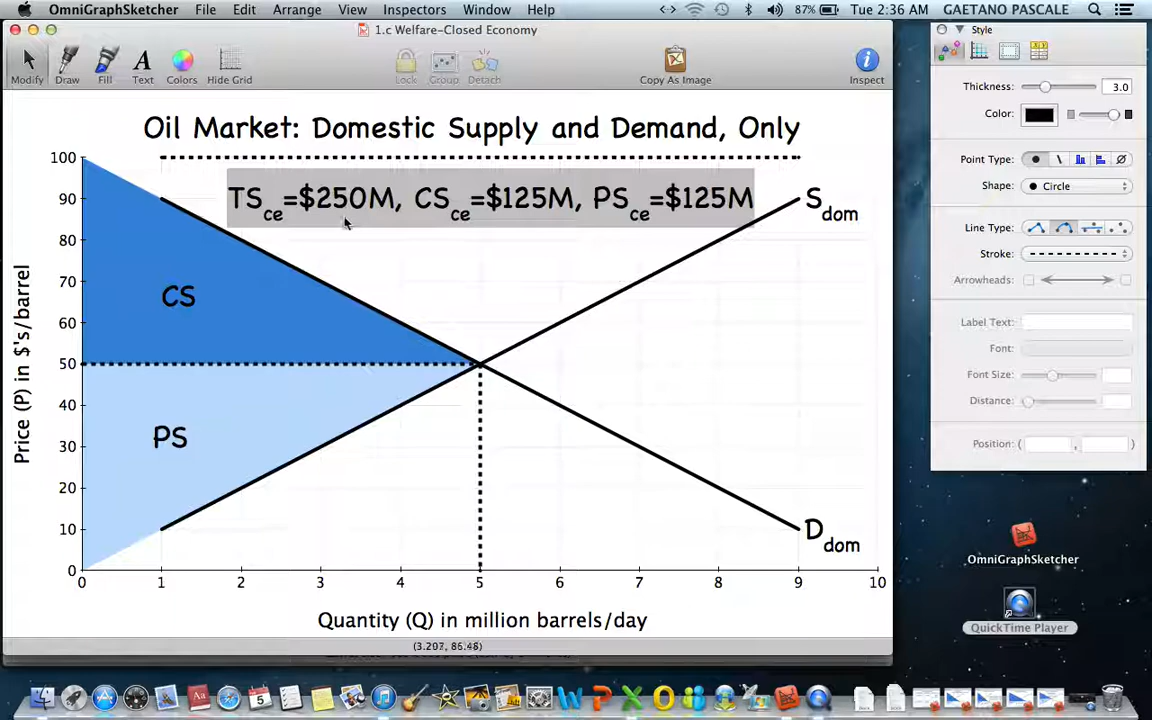 OmniGraphSketcher File Edit Arrange View Inspectors Window Help 87% Tue 2:36 AM GAETANO PASCALE
1.c Welfare-Closed Economy
Modify Draw Fill Text Colors Hide Grid Lock Group Detach Copy As Image Inspect
Oil Market: Domestic Supply and Demand, Only
TSce=$250M, CSce=$125M, PSce=$125M
Sdom
CS
PS
Ddom
Price (P) in $'s/barrel
100
90
80
70
60
50
40
30
20
10
0
0 1 2 3 4 5 6 7 8 9 10
Quantity (Q) in million barrels/day
(3.207, 86.48)
Style
Thickness: 3.0
Color:
Point Type:
Shape: Circle
Line Type:
Stroke:
Arrowheads:
Label Text:
Font:
Font Size:
Distance:
Position: ( , )
OmniGraphSketcher
QuickTime Player